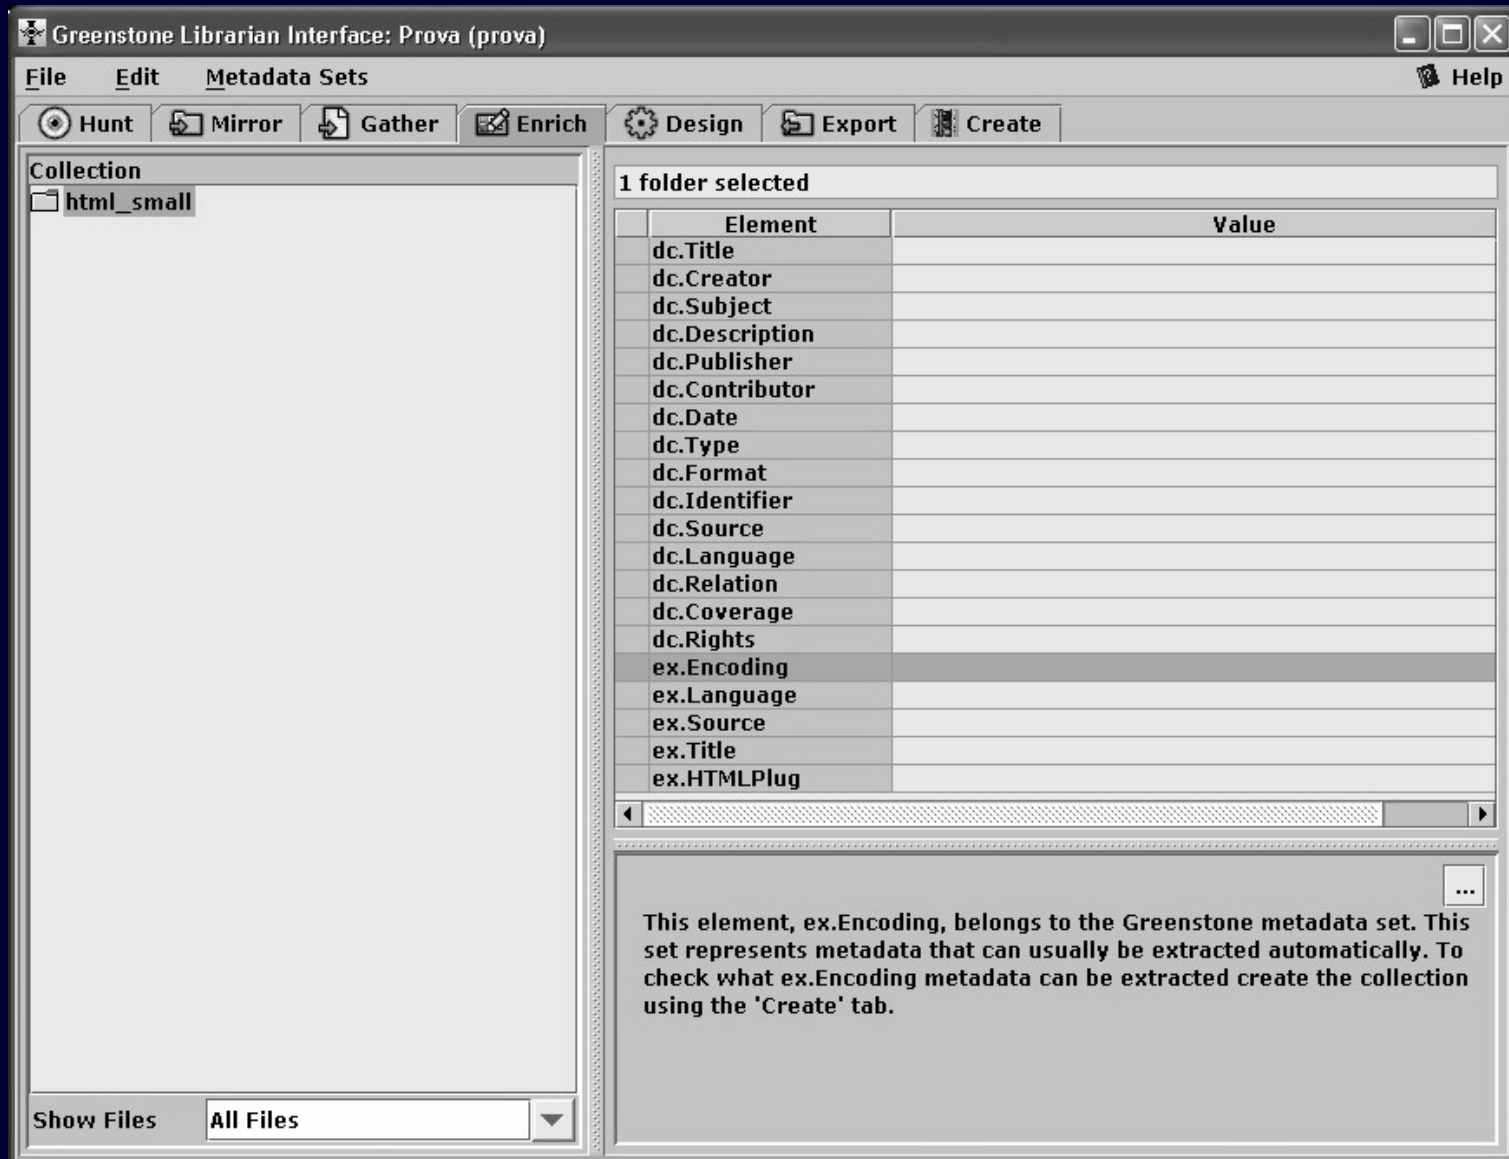 Greenstone Librarian Interface: Prova (prova)
File Edit Metadata Sets Help
Hunt Mirror Gather Enrich Design Export Create
Collection
html_small
Show Files All Files
1 folder selected
Element Value
dc.Title
dc.Creator
dc.Subject
dc.Description
dc.Publisher
dc.Contributor
dc.Date
dc.Type
dc.Format
dc.Identifier
dc.Source
dc.Language
dc.Relation
dc.Coverage
dc.Rights
ex.Encoding
ex.Language
ex.Source
ex.Title
ex.HTMLPlug
...
This element, ex.Encoding, belongs to the Greenstone metadata set. This
set represents metadata that can usually be extracted automatically. To
check what ex.Encoding metadata can be extracted create the collection
using the 'Create' tab.